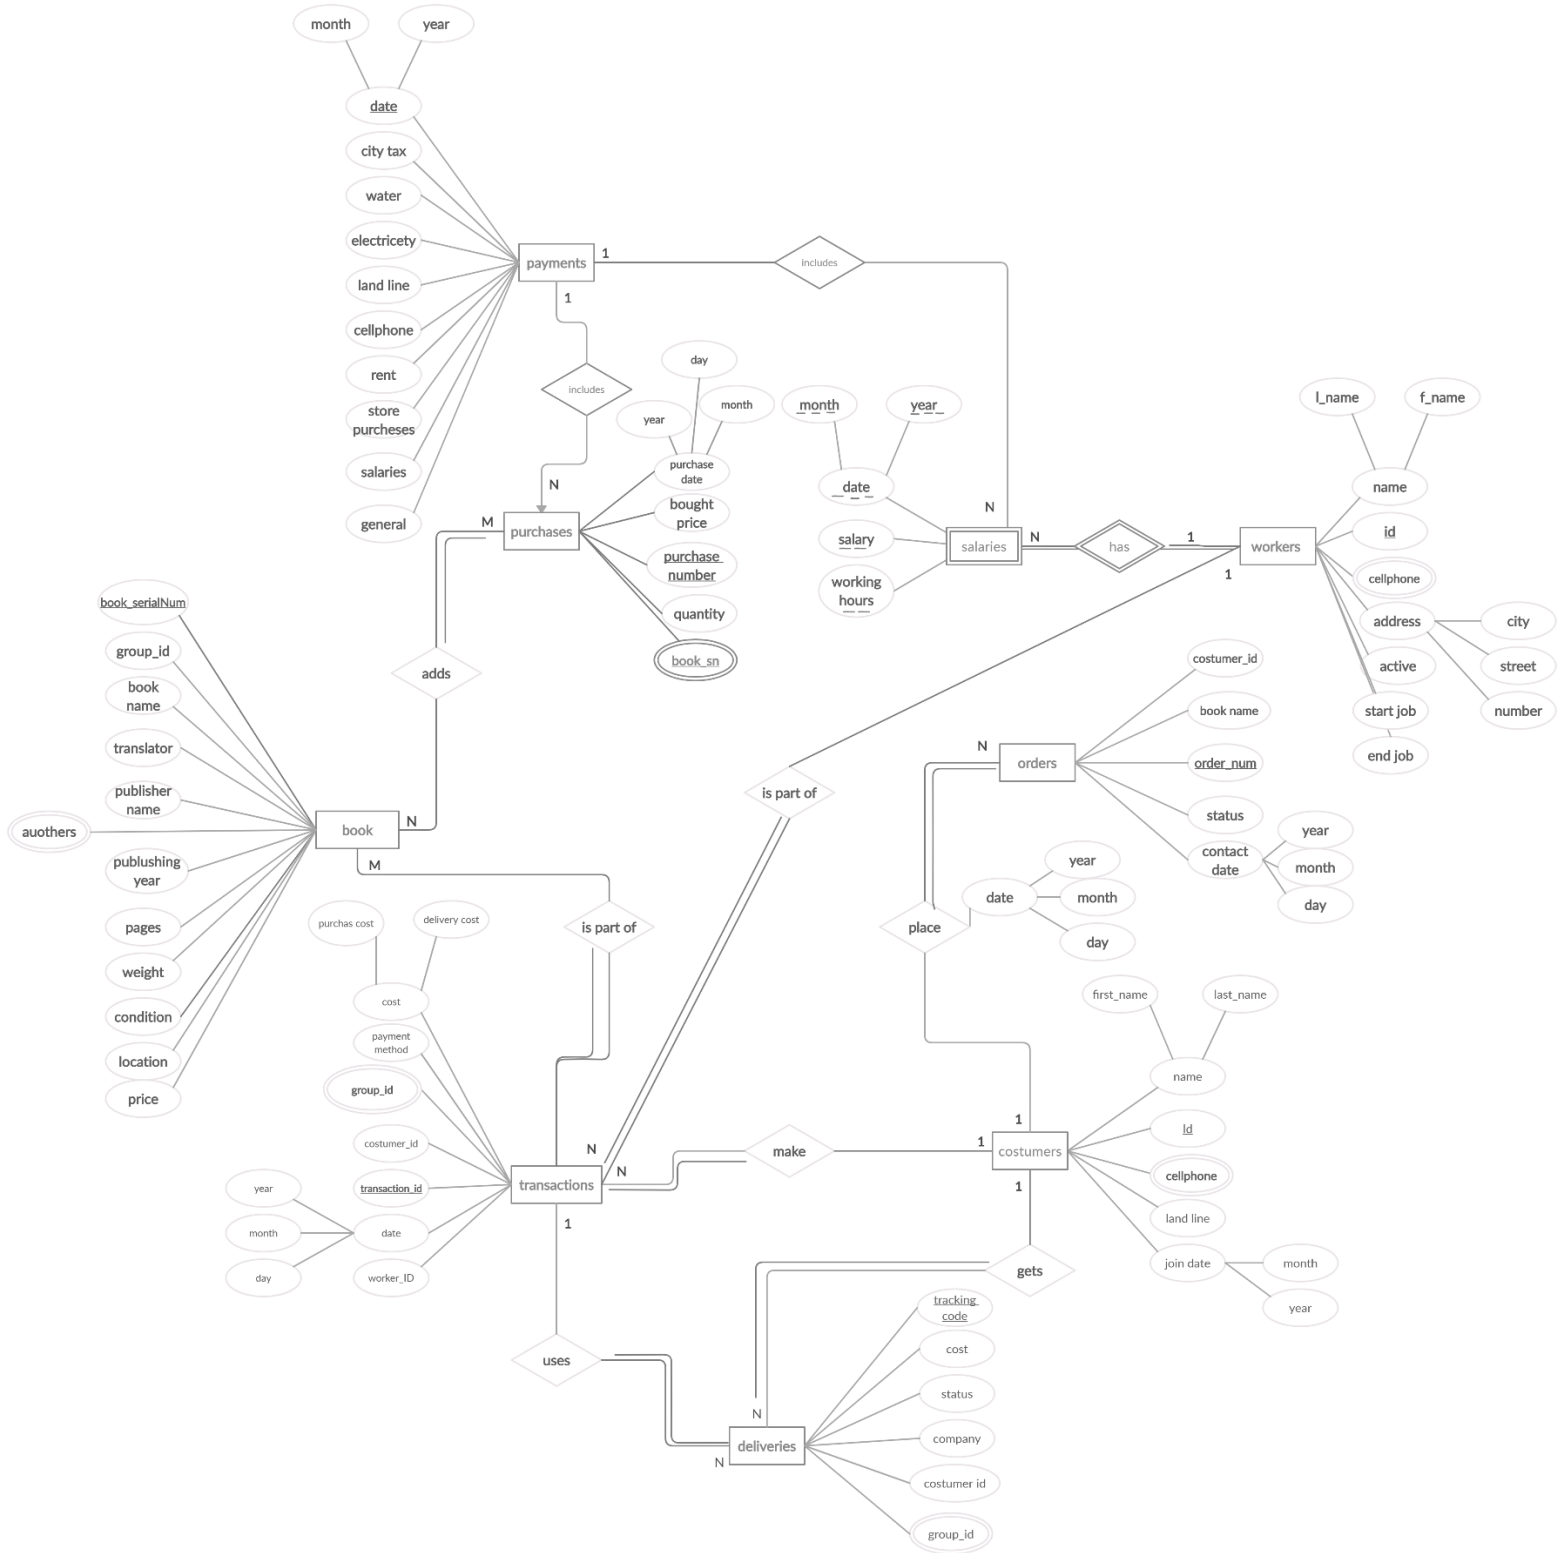 month
year
date
city tax
water
electricety
land line
cellphone
rent
store
purcheses
salaries
general
payments
1
1
includes
includes
N
day
year
month
purchase
date
bought
price
purchase
number
quantity
book_sn
purchases
M
month
year
date
salary
working
hours
N
salaries
N
has
1
1
workers
l_name
f_name
name
id
cellphone
address
city
street
number
active
start job
end job
book_serialNum
group_id
book
name
translator
publisher
name
auothers
publushing
year
pages
weight
condition
location
price
book
N
M
adds
is part of
is part of
costumer_id
book name
order_num
status
contact
date
year
month
day
orders
N
place
date
year
month
day
purchas cost
delivery cost
cost
payment
method
group_id
costumer_id
transaction_id
date
year
month
day
worker_ID
transactions
N
N
1
make
1
1
1
costumers
first_name
last_name
name
Id
cellphone
land line
join date
month
year
gets
uses
N
N
deliveries
tracking
code
cost
status
company
costumer id
group_id